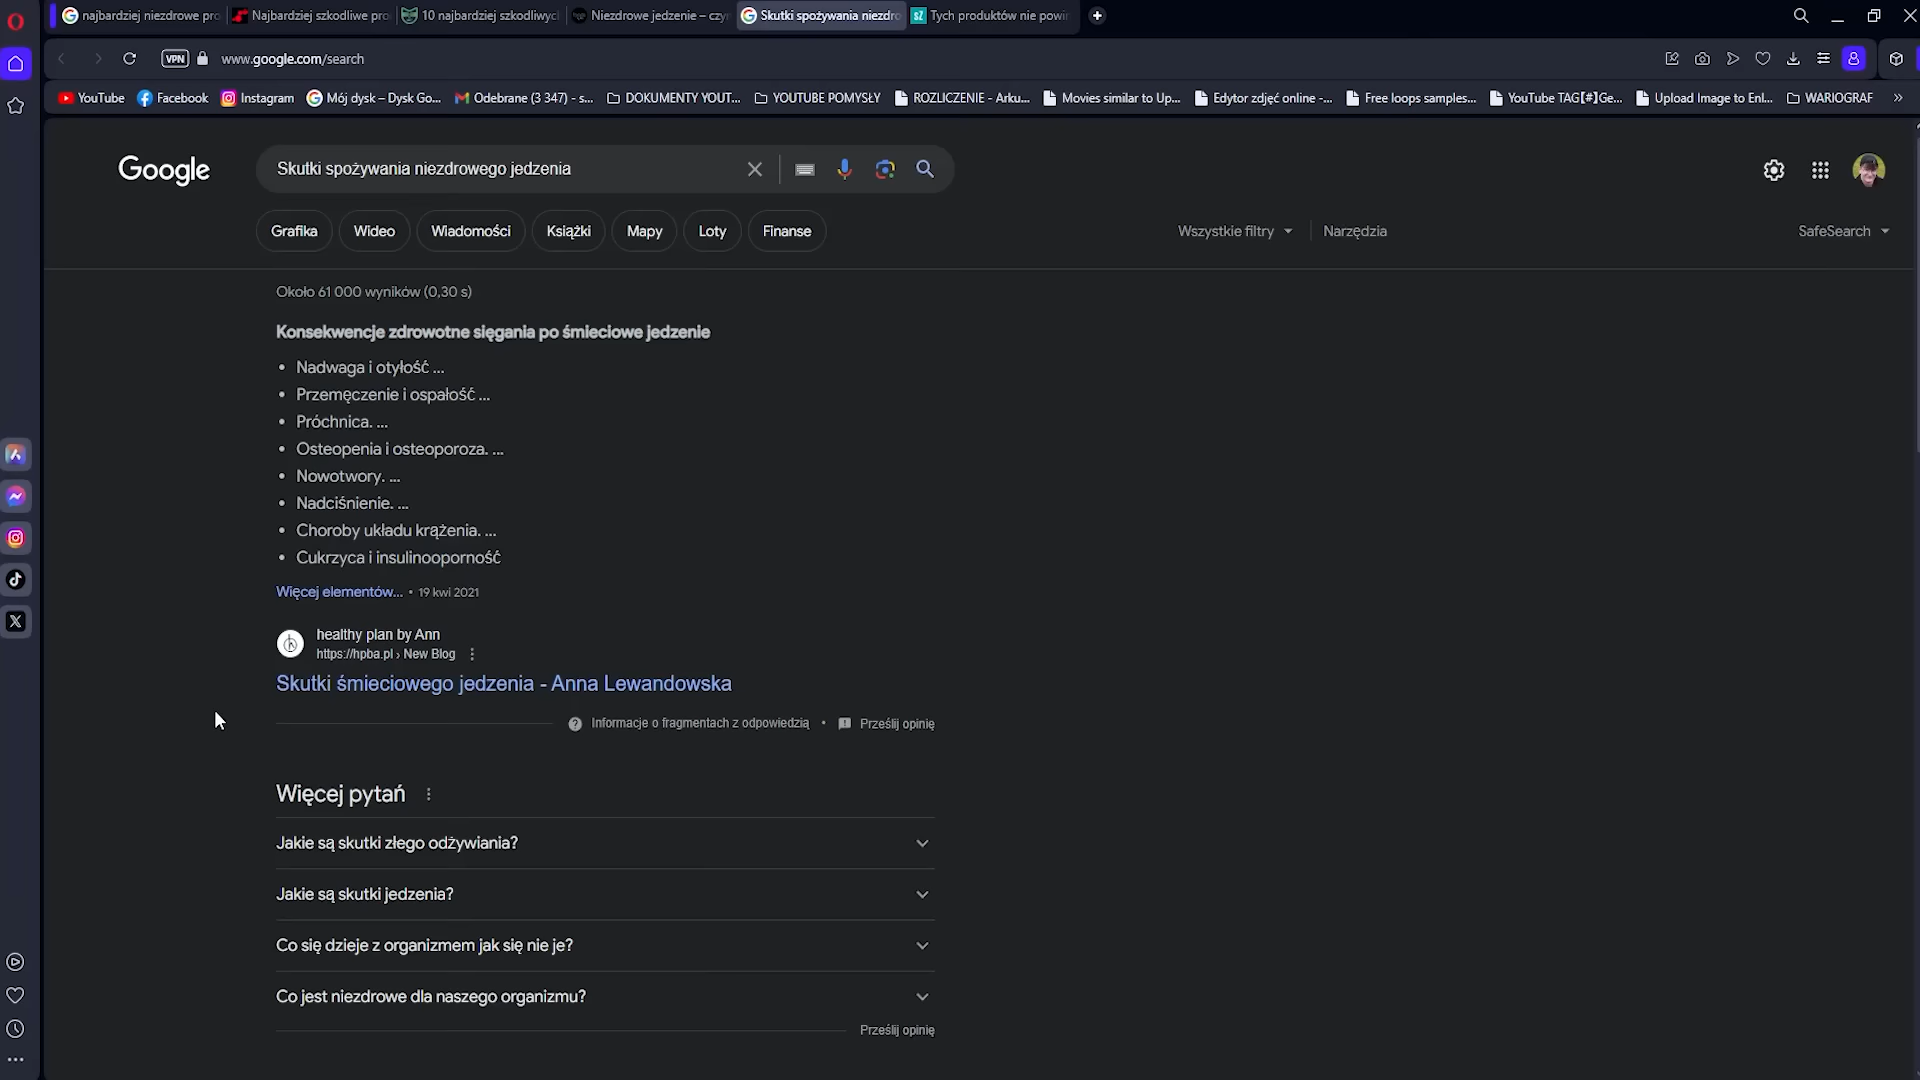 najbardziej niezdrowe pro
Najbardziej szkodliwe pro
10 najbardziej szkodliwyc
Niezdrowe jedzenie – czyn
Skutki spożywania niezdro
Tych produktów nie powin
VPN
www.google.com/search
YouTube
Facebook
Instagram
Mój dysk – Dysk Go...
Odebrane (3 347) - s...
DOKUMENTY YOUT...
YOUTUBE POMYSŁY
ROZLICZENIE - Arku...
Movies similar to Up...
Edytor zdjęć online -...
Free loops samples...
YouTube TAG[#]Ge...
Upload Image to Enl...
WARIOGRAF
Google
Skutki spożywania niezdrowego jedzenia
Grafika
Wideo
Wiadomości
Książki
Mapy
Loty
Finanse
Wszystkie filtry
Narzędzia
SafeSearch
Około 61 000 wyników (0,30 s)
Konsekwencje zdrowotne sięgania po śmieciowe jedzenie
• Nadwaga i otyłość ...
• Przemęczenie i ospałość ...
• Próchnica. ...
• Osteopenia i osteoporoza. ...
• Nowotwory. ...
• Nadciśnienie. ...
• Choroby układu krążenia. ...
• Cukrzyca i insulinooporność
Więcej elementów... • 19 kwi 2021
healthy plan by Ann
https://hpba.pl › New Blog
Skutki śmieciowego jedzenia - Anna Lewandowska
Informacje o fragmentach z odpowiedzią • Prześlij opinię
Więcej pytań
Jakie są skutki złego odżywiania?
Jakie są skutki jedzenia?
Co się dzieje z organizmem jak się nie je?
Co jest niezdrowe dla naszego organizmu?
Prześlij opinię